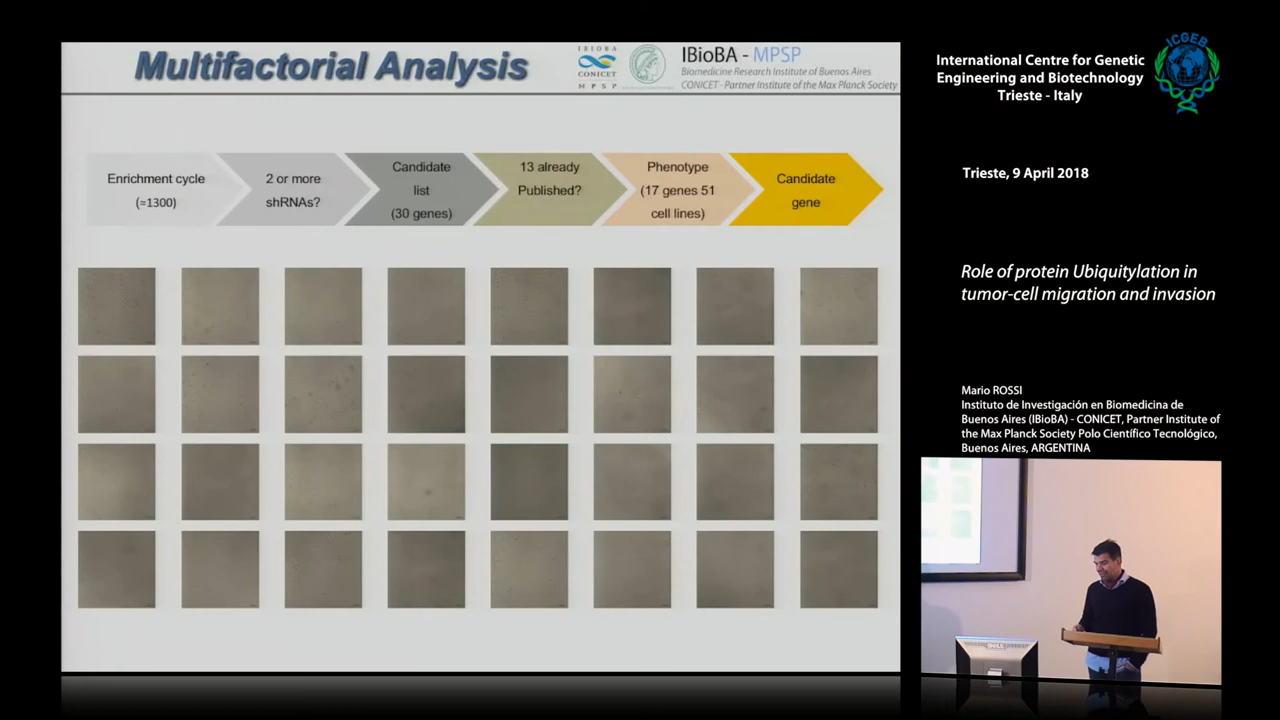 Multifactorial Analysis
IBIOBA
CONICET
MPSP
IBioBA - MPSP
Biomedicine Research Institute of Buenos Aires
CONICET - Partner Institute of the Max Planck Society
Enrichment cycle
(≈1300)
2 or more
shRNAs?
Candidate
list
(30 genes)
13 already
Published?
Phenotype
(17 genes 51
cell lines)
Candidate
gene
International Centre for Genetic
Engineering and Biotechnology
Trieste - Italy
ICGEB
Trieste, 9 April 2018
Role of protein Ubiquitylation in
tumor-cell migration and invasion
Mario ROSSI
Instituto de Investigación en Biomedicina de
Buenos Aires (IBioBA) - CONICET, Partner Institute of
the Max Planck Society Polo Científico Tecnológico,
Buenos Aires, ARGENTINA
DELL